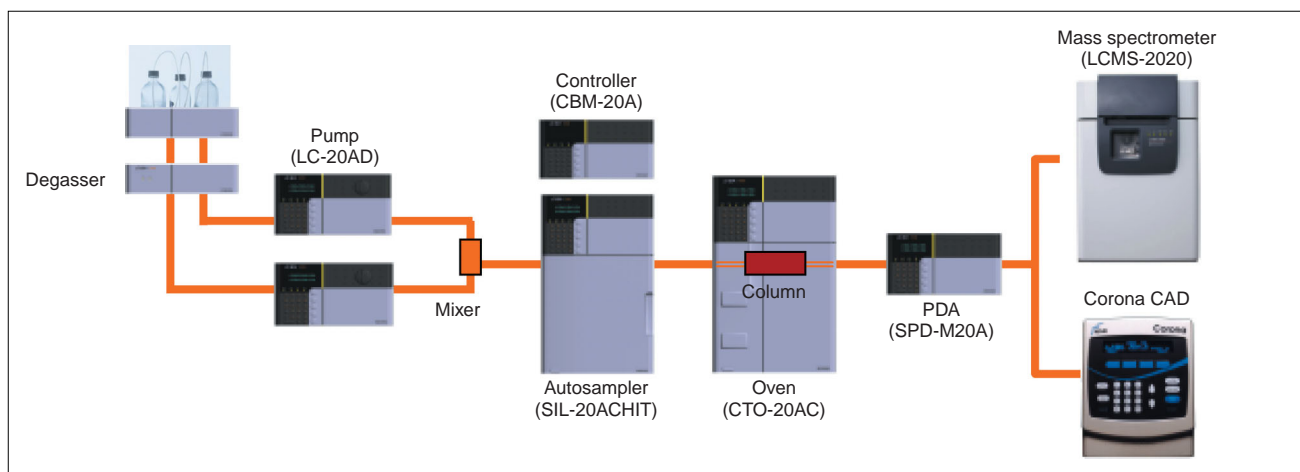 Mass spectrometer
(LCMS-2020)
Controller
(CBM-20A)
Pump
(LC-20AD)
Degasser
Mixer
Column
PDA
(SPD-M20A)
Corona CAD
Corona
Autosampler
(SIL-20ACHIT)
Oven
(CTO-20AC)